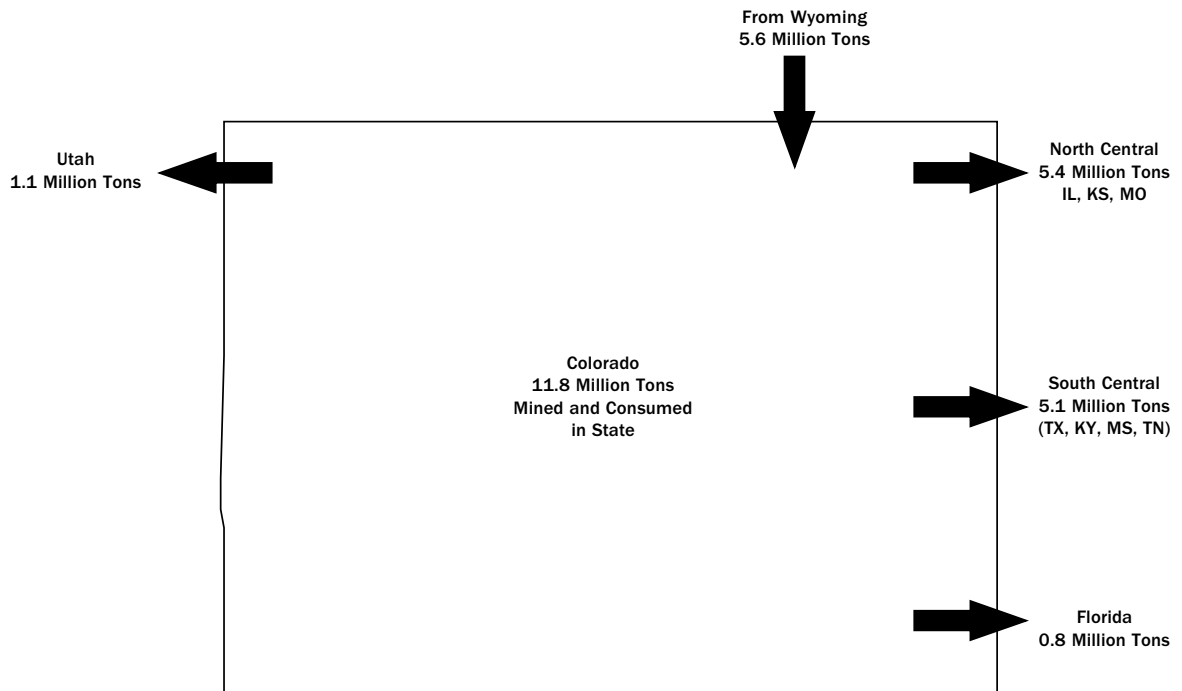 From Wyoming
5.6 Million Tons
Utah
1.1 Million Tons
North Central
5.4 Million Tons
IL, KS, MO
Colorado
11.8 Million Tons
Mined and Consumed
in State
South Central
5.1 Million Tons
(TX, KY, MS, TN)
Florida
0.8 Million Tons